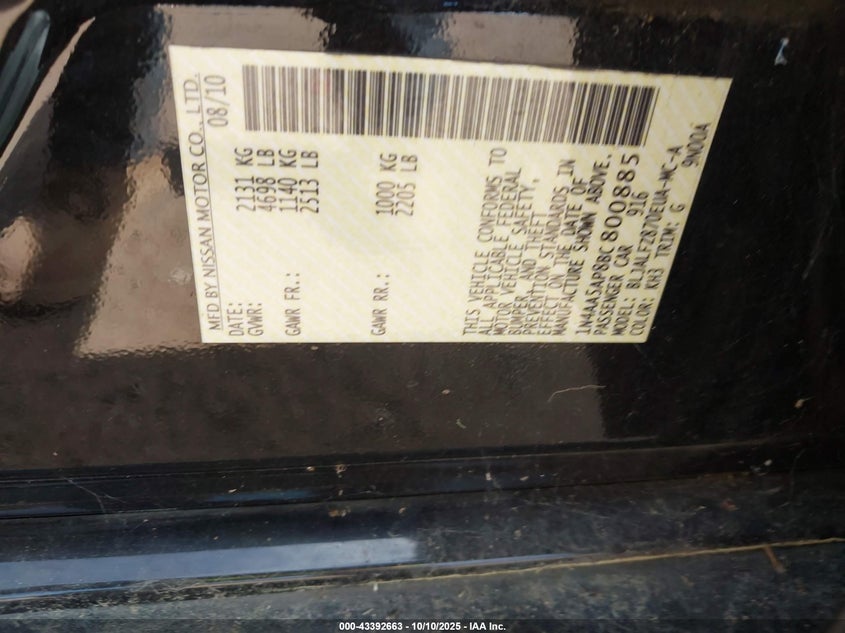 MFD BY NISSAN MOTOR CO., LTD.
DATE: 08/10
GVWR: 2131 KG
4698 LB
GAWR FR.: 1140 KG
2513 LB
GAWR RR.: 1000 KG
2205 LB
THIS VEHICLE CONFORMS TO
ALL APPLICABLE FEDERAL
MOTOR VEHICLE SAFETY,
BUMPER, AND THEFT
PREVENTION STANDARDS IN
EFFECT ON THE DATE OF
MANUFACTURE SHOWN ABOVE.
1N4AA5AP8BC800885
PASSENGER CAR 916
MODEL: BLJALFZ87DEUA-MC-A
COLOR: KH3 TRIM: G 9N00A
000-43392663 - 10/10/2025 - IAA Inc.